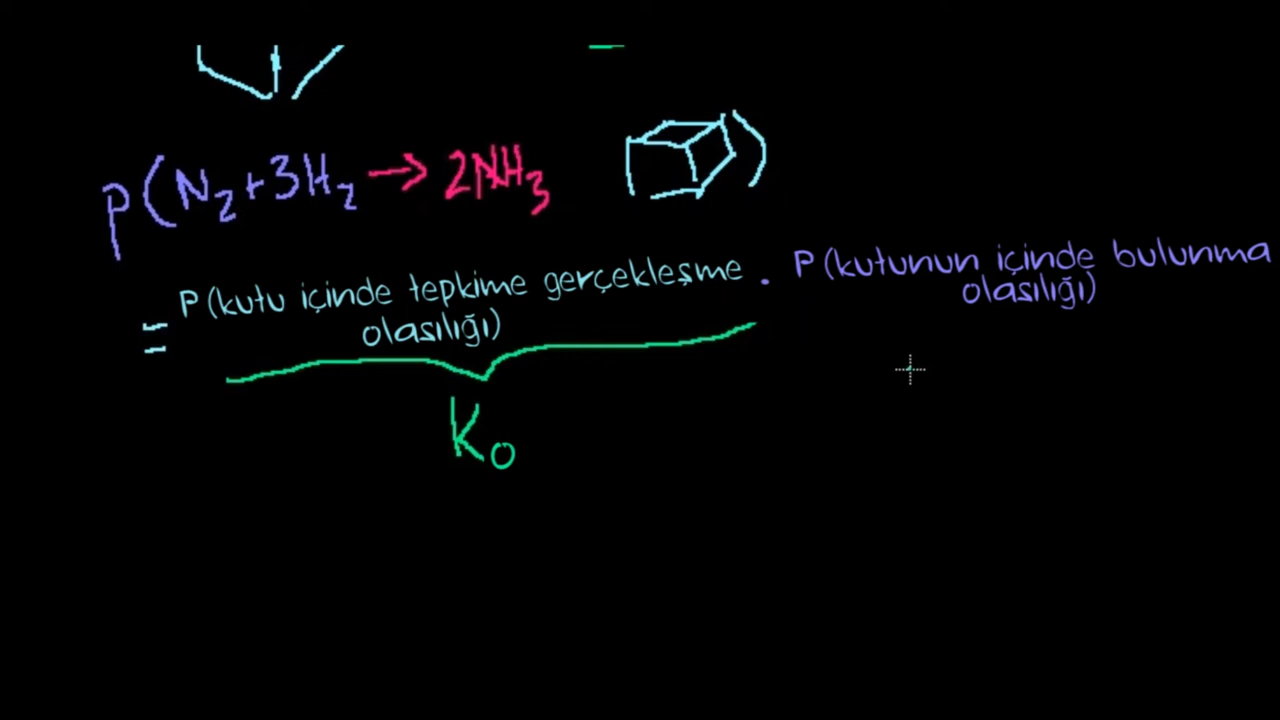 P(N₂+3H₂ → 2NH₃ )
= P(kutu içinde tepkime gerçekleşme olasılığı) . P(kutunun içinde bulunma olasılığı)
K₀